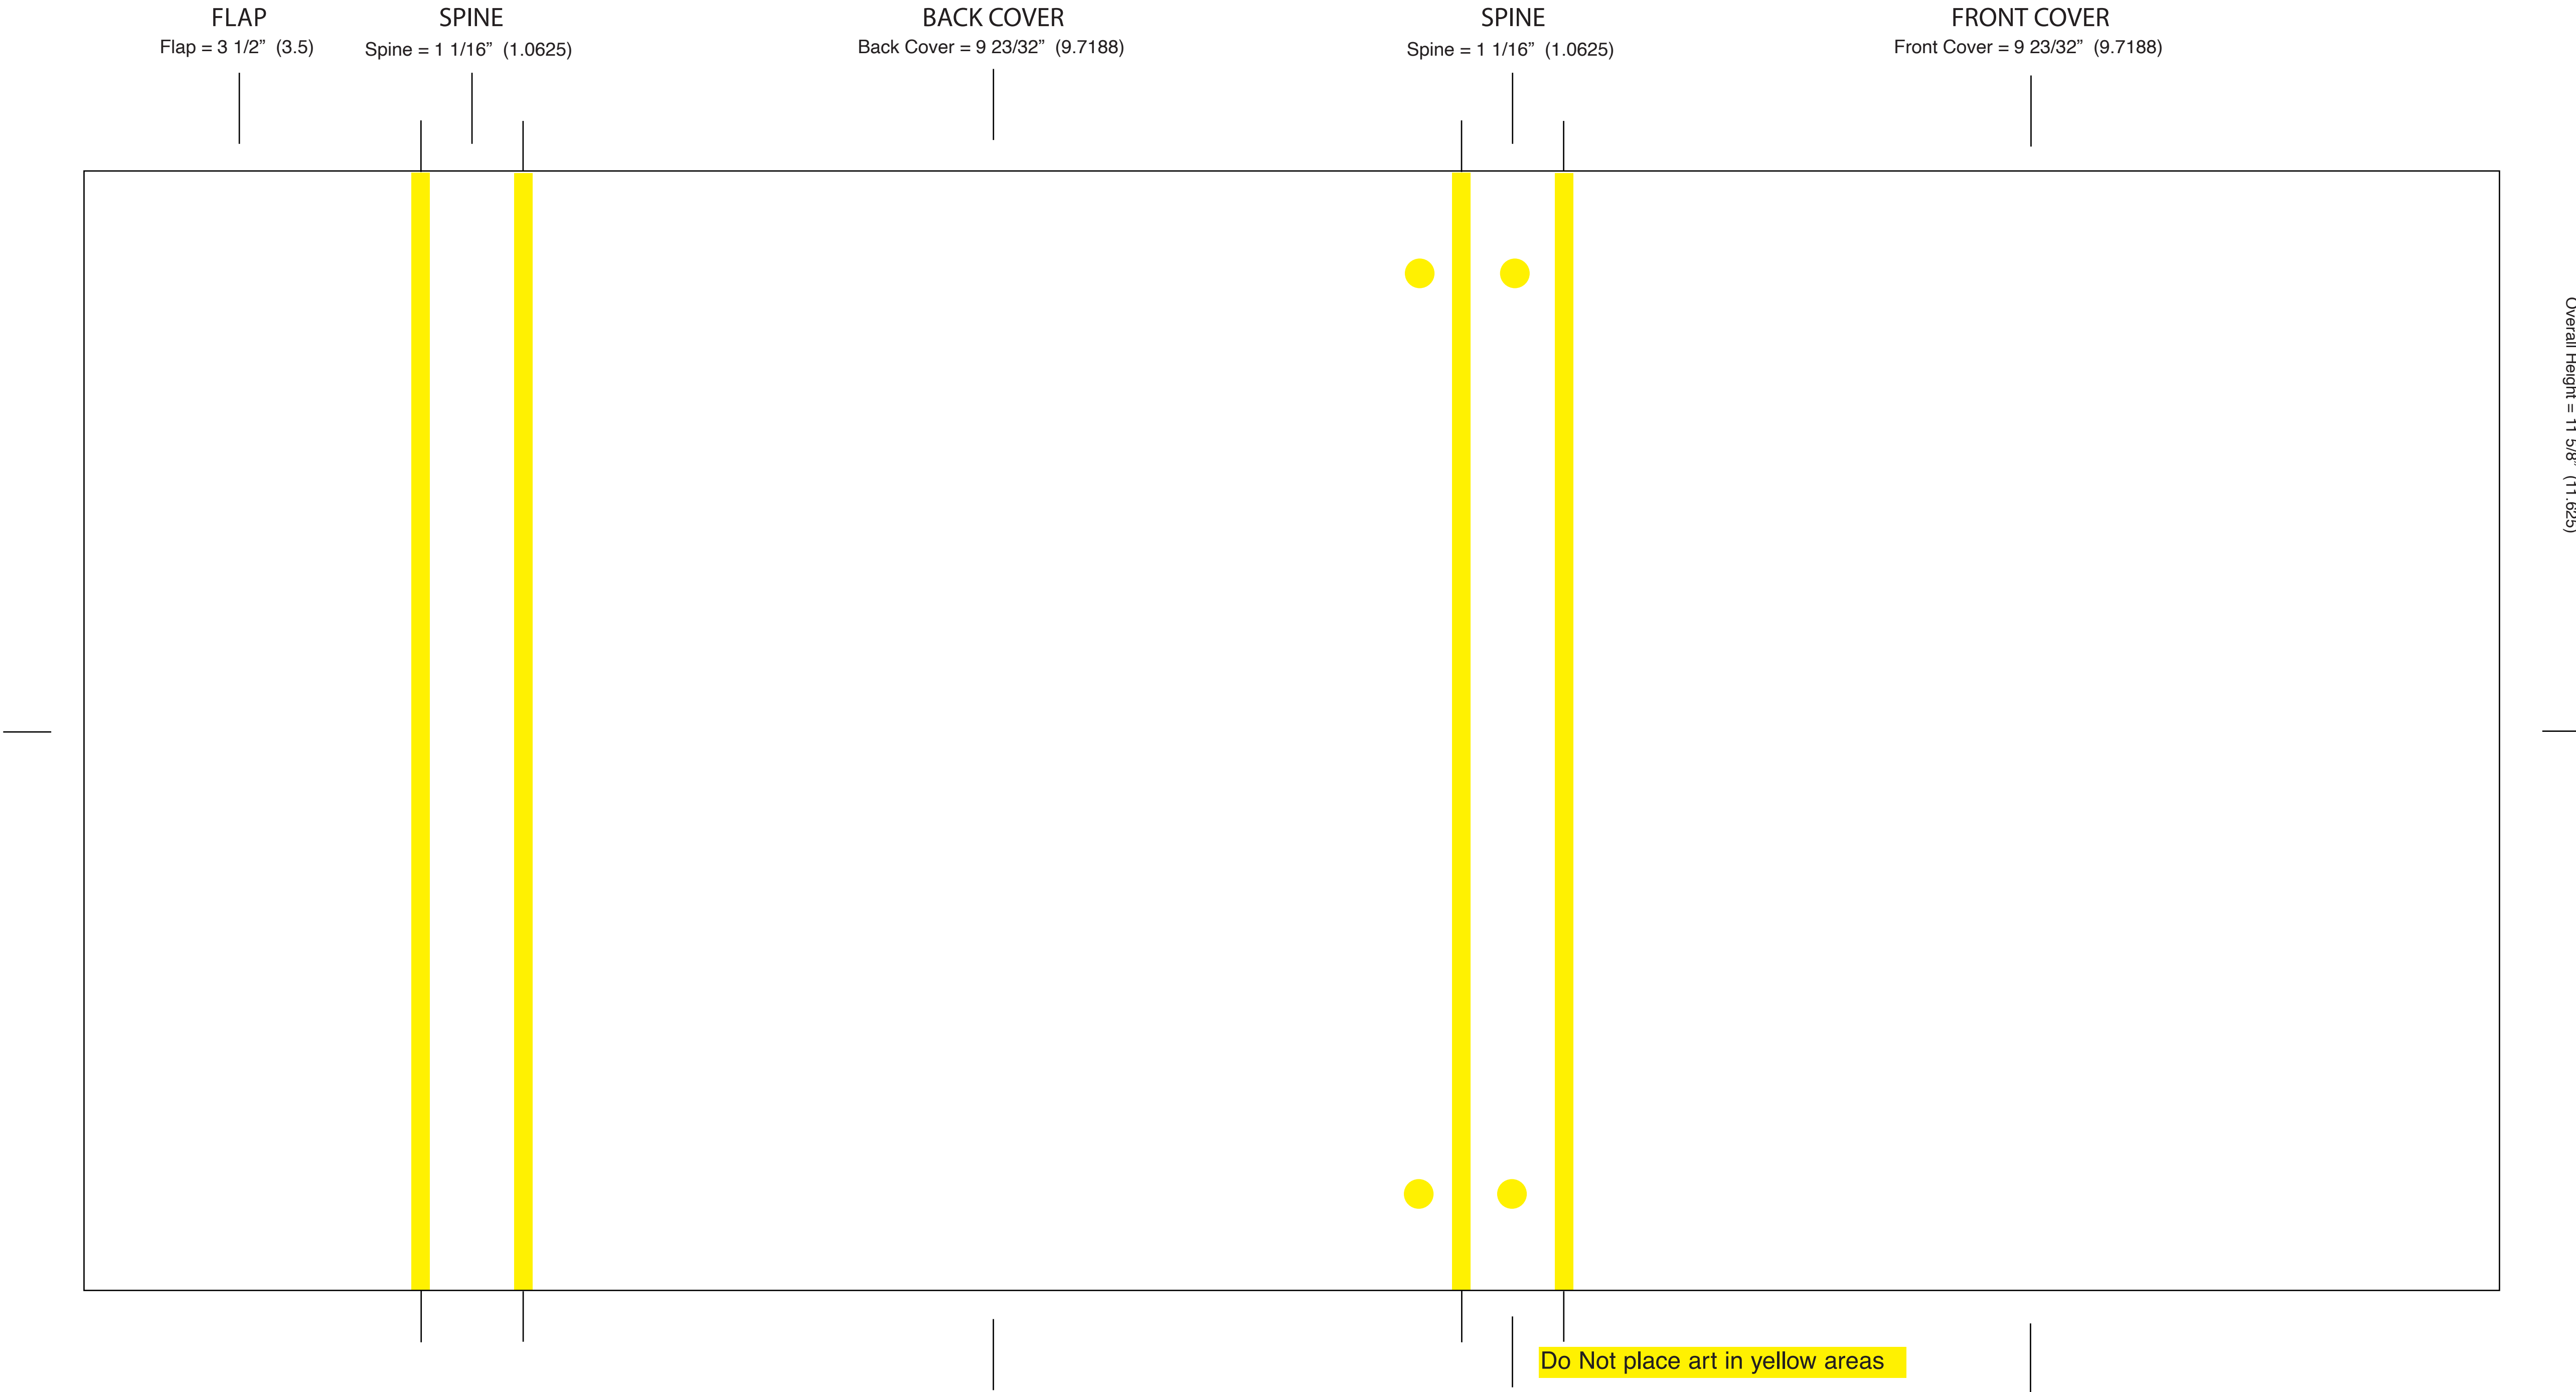 FLAP
Flap = 3 1/2” (3.5)
SPINE
Spine = 1 1/16” (1.0625)
BACK COVER
Back Cover = 9 23/32” (9.7188)
SPINE
Spine = 1 1/16” (1.0625)
FRONT COVER
Front Cover = 9 23/32” (9.7188)
Overall Height = 11 5/8” (11.625)
Do Not place art in yellow areas